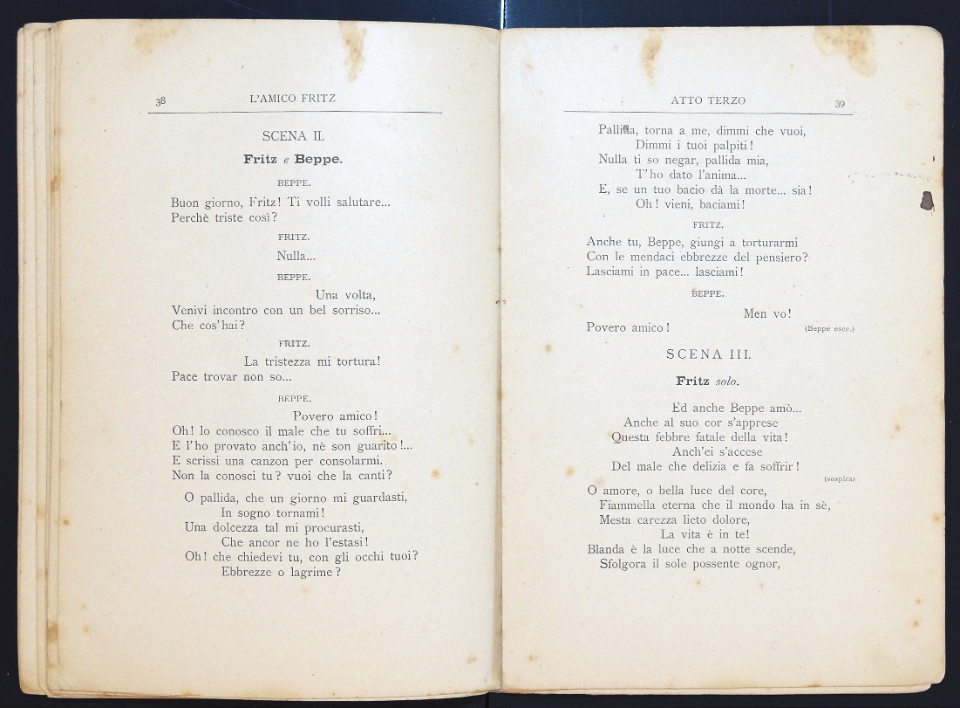 38
L'AMICO FRITZ
SCENA II.
Fritz e Beppe.
BEPPE.
Buon giorno, Fritz! Ti volli salutare...
Perchè triste così?
FRITZ.
Nulla...
BEPPE.
Una volta,
Venivi incontro con un bel sorriso...
Che cos'hai?
FRITZ.
La tristezza mi tortura!
Pace trovar non so...
BEPPE.
Povero amico!
Oh! lo conosco il male che tu soffri...
E l'ho provato anch'io, nè son guarito!...
E scrissi una canzon per consolarmi.
Non la conosci tu? vuoi che la canti?
O pallida, che un giorno mi guardasti,
In sogno tornami!
Una dolcezza tal mi procurasti,
Che ancor ne ho l'estasi!
Oh! che chiedevi tu, con gli occhi tuoi?
Ebbrezze o lagrime?
ATTO TERZO
39
Pallida, torna a me, dimmi che vuoi,
Dimmi i tuoi palpiti!
Nulla ti so negar, pallida mia,
T'ho dato l'anima...
E, se un tuo bacio dà la morte... sia!
Oh! vieni, baciami!
FRITZ.
Anche tu, Beppe, giungi a torturarmi
Con le mendaci ebbrezze del pensiero?
Lasciami in pace... lasciami!
BEPPE.
Men vo!
Povero amico! (Beppe esce.)
SCENA III.
Fritz solo.
Ed anche Beppe amò...
Anche al suo cor s'apprese
Questa febbre fatale della vita!
Anch'ei s'accese
Del male che delizia e fa soffrir!
(sospira)
O amore, o bella luce del core,
Fiammella eterna che il mondo ha in sè,
Mesta carezza lieto dolore,
La vita è in te!
Blanda è la luce che a notte scende,
Sfolgora il sole possente ognor,